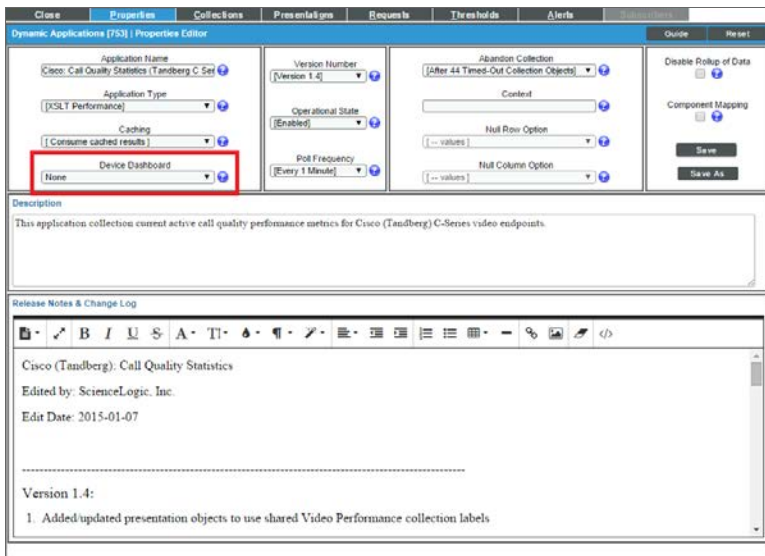 Close Properties Collections Presentations Requests Thresholds Alerts Subscribers
Dynamic Applications [753] | Properties Editor Guide Reset
Application Name
Cisco: Call Quality Statistics (Tandberg C Ser
Application Type
[XSLT Performance]
Caching
[ Consume cached results ]
Device Dashboard
None
Version Number
[Version 1.4]
Operational State
[Enabled]
Poll Frequency
[Every 1 Minute]
Abandon Collection
[After 44 Timed-Out Collection Objects]
Context
Null Row Option
[ -- values ]
Null Column Option
[ -- values ]
Disable Rollup of Data
Component Mapping
Save
Save As
Description
This application collection current active call quality performance metrics for Cisco (Tandberg) C-Series video endpoints.
Release Notes & Change Log
B I U S A T
Cisco (Tandberg): Call Quality Statistics
Edited by: ScienceLogic, Inc.
Edit Date: 2015-01-07
--------------------------------------------------------------------------------
Version 1.4:
1. Added/updated presentation objects to use shared Video Performance collection labels